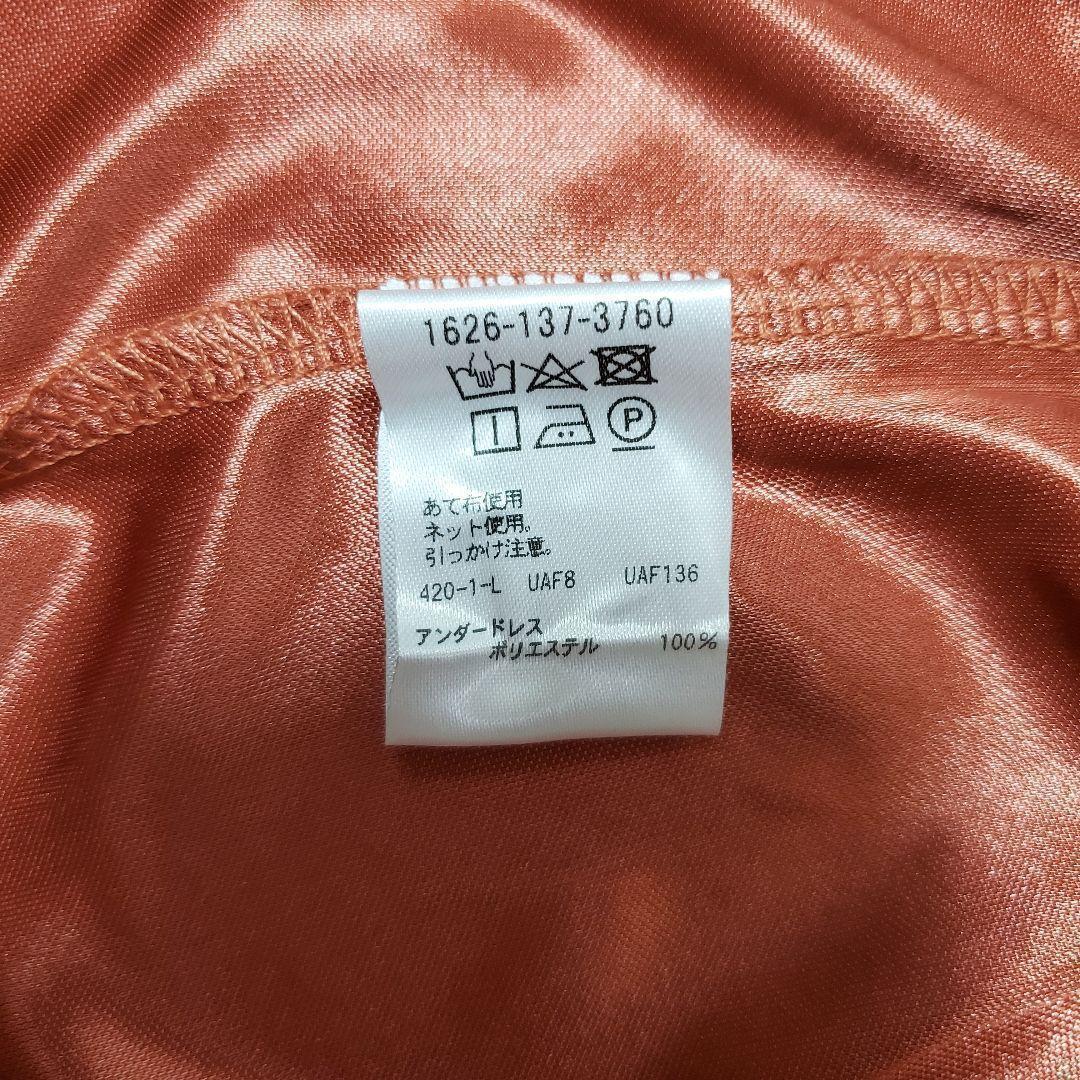 1626-137-3760
P
あて布使用
ネット使用。
引っかけ注意。
420-1-L UAF8 UAF136
アンダードレス
ポリエステル 100%